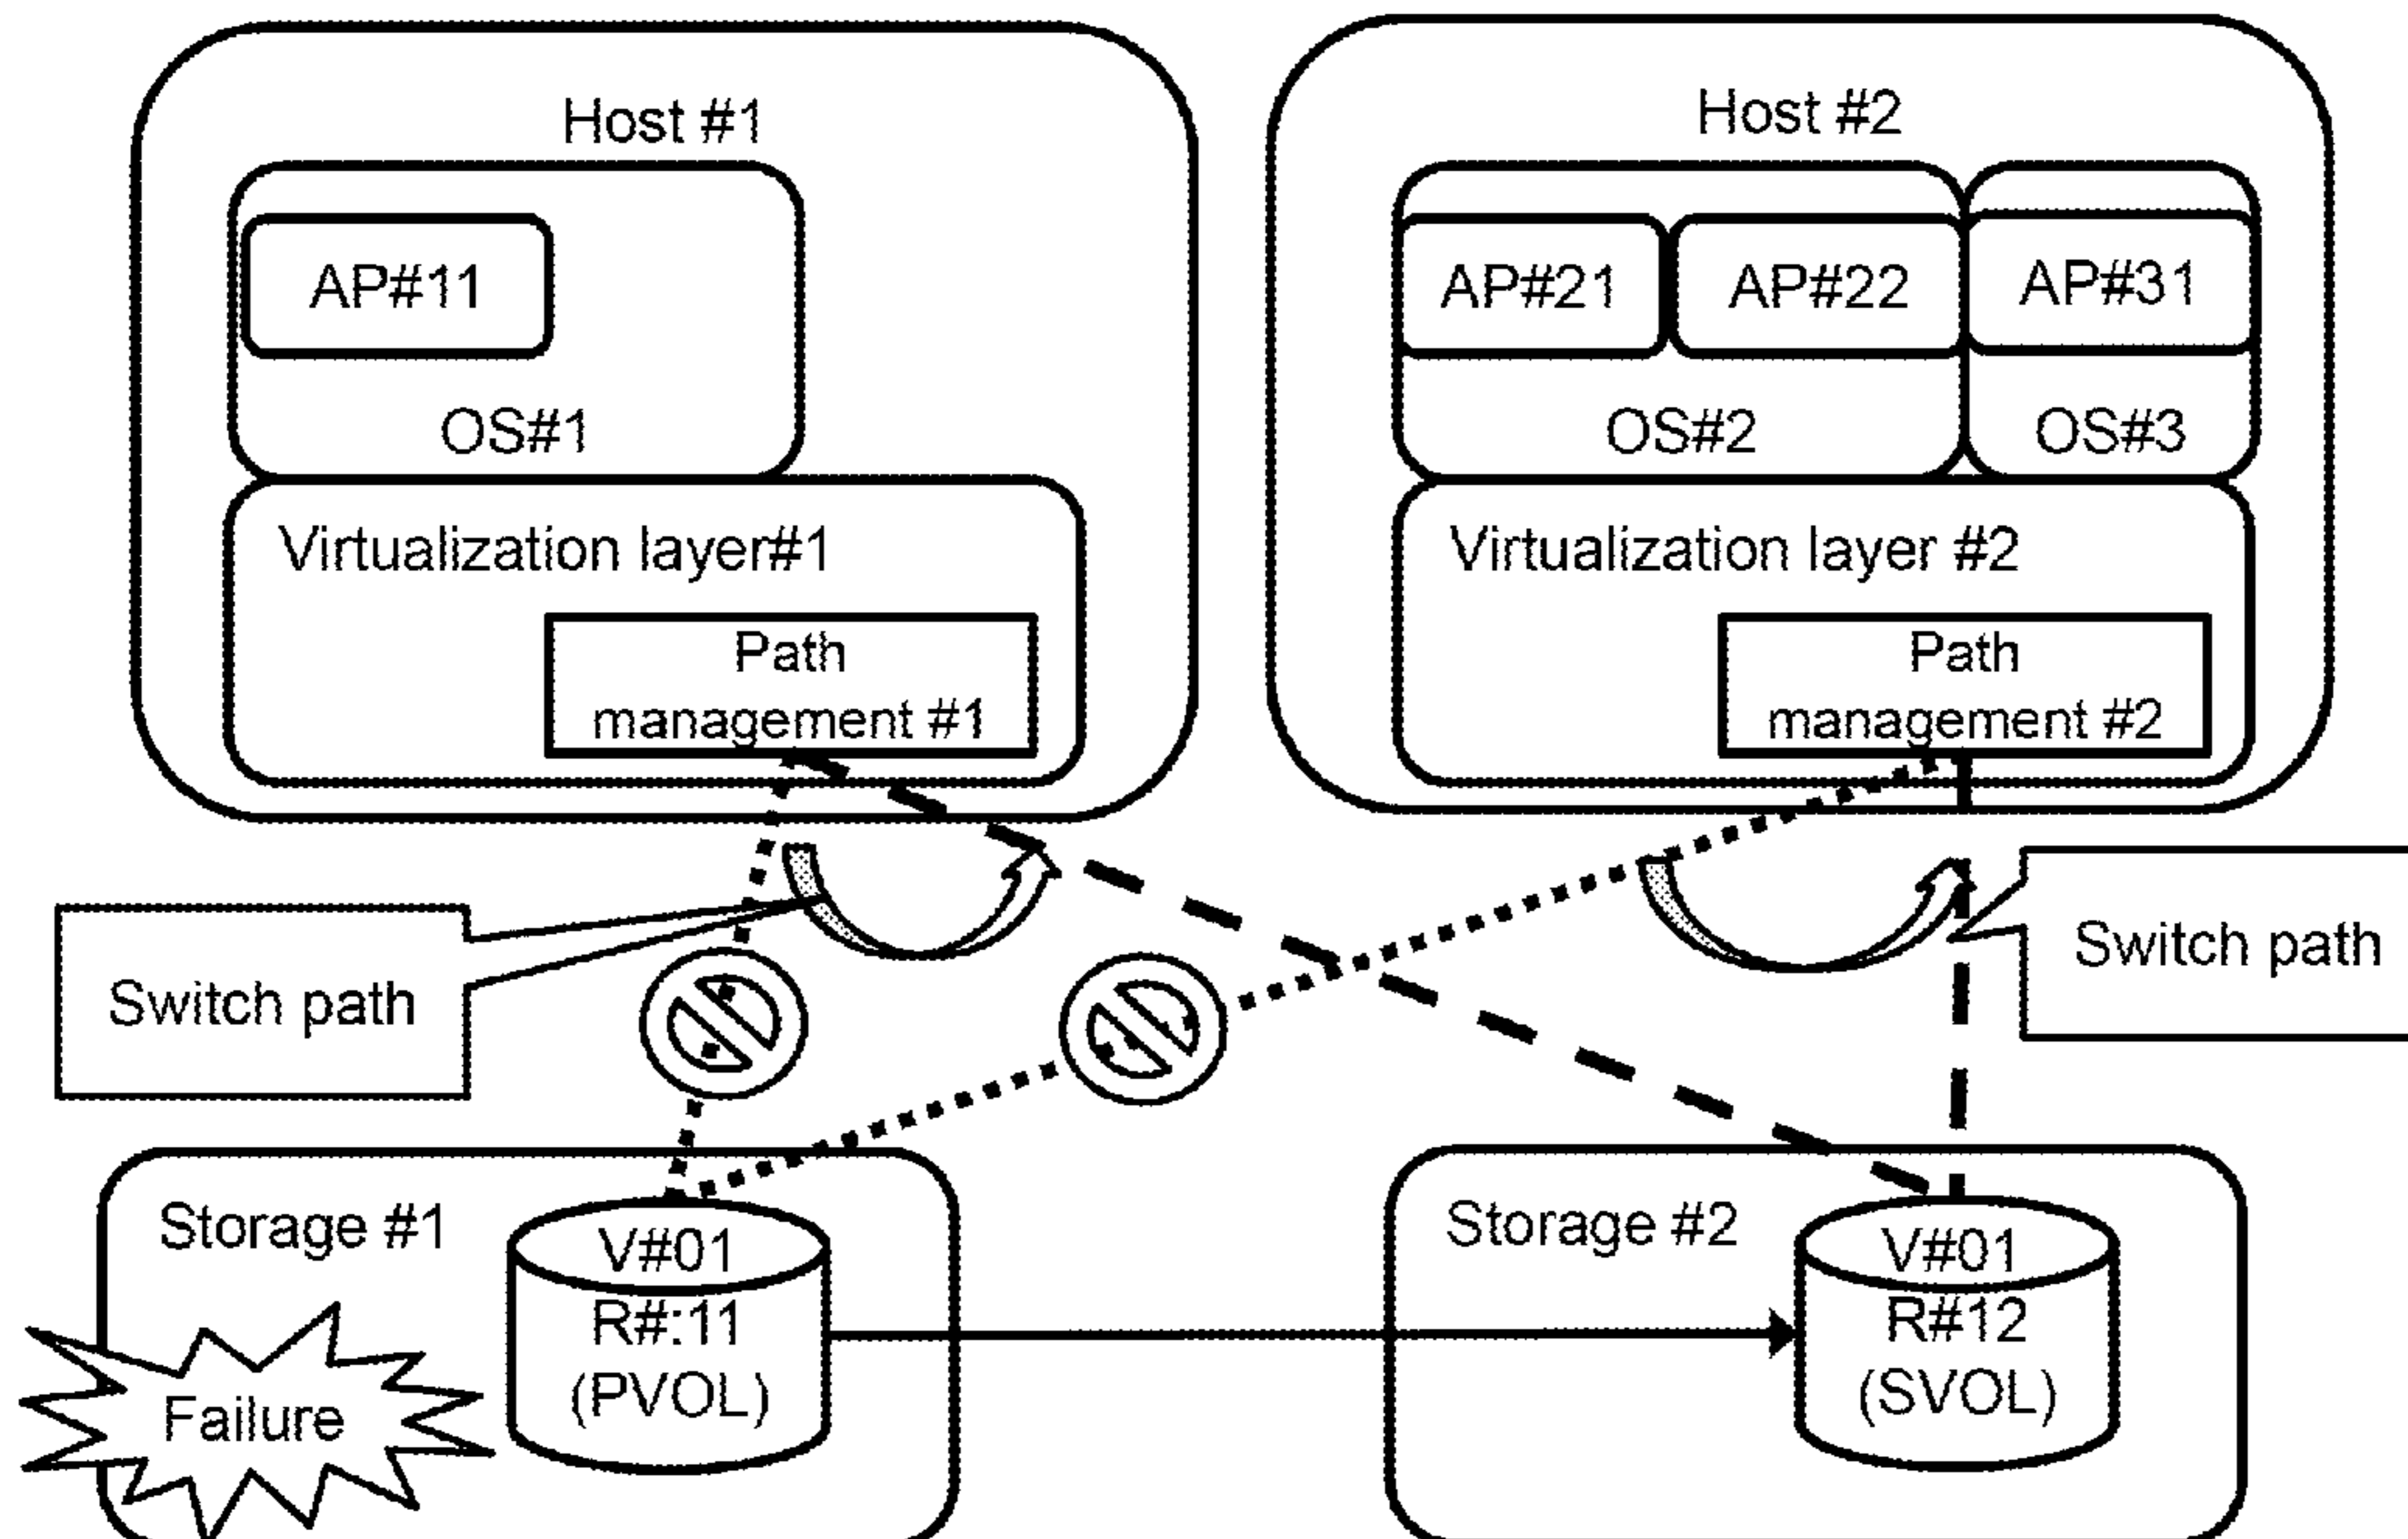 Host #1
AP#11
OS#1
Virtualization layer#1
Path
management #1
Host #2
AP#21
AP#22
AP#31
OS#2
OS#3
Virtualization layer #2
Path
management #2
Switch path
Switch path
Storage #1
V#01
R#:11
(PVOL)
Failure
Storage #2
V#01
R#12
(SVOL)